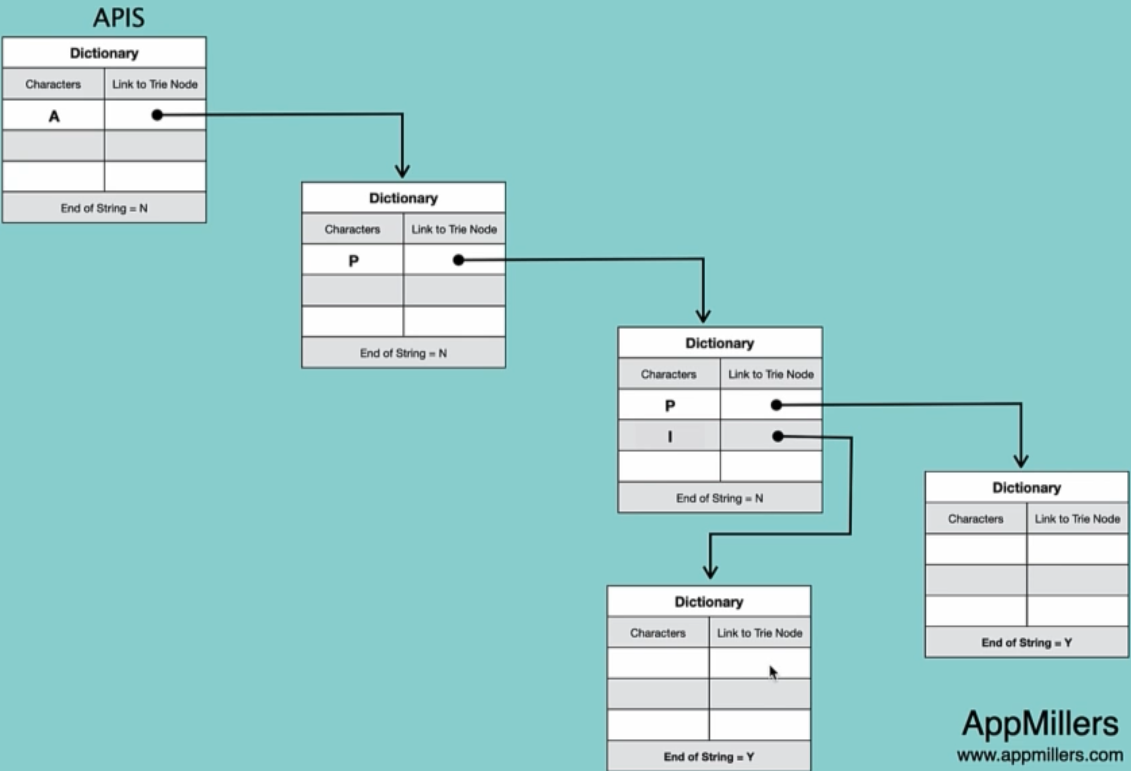 APIS
Dictionary
Characters Link to Trie Node
A
End of String = N
Dictionary
Characters Link to Trie Node
P
End of String = N
Dictionary
Characters Link to Trie Node
P
I
End of String = N
Dictionary
Characters Link to Trie Node
End of String = Y
Dictionary
Characters Link to Trie Node
End of String = Y
AppMillers
www.appmillers.com